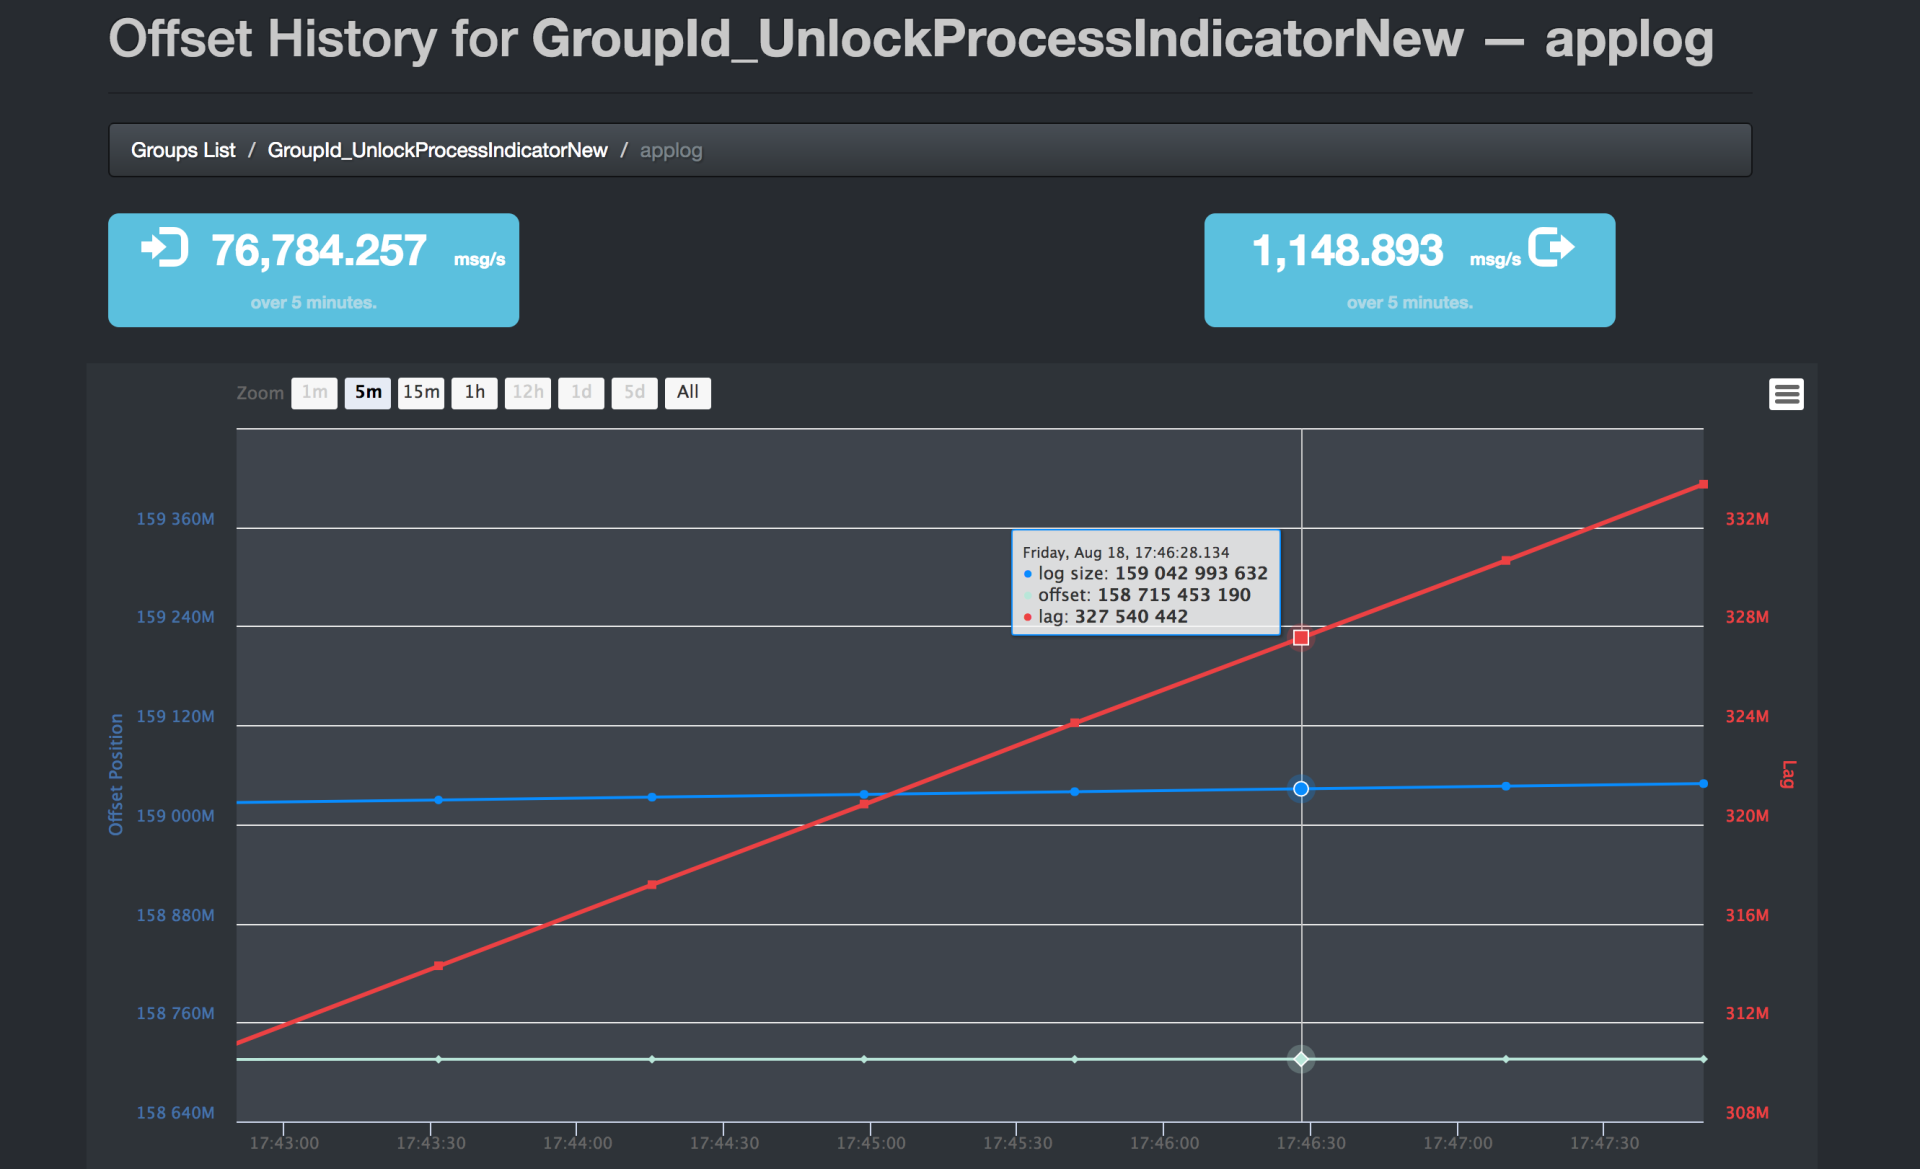 Offset History for GroupId_UnlockProcessIndicatorNew — applog
Groups List / GroupId_UnlockProcessIndicatorNew / applog
76,784.257 msg/s
over 5 minutes.
1,148.893 msg/s
over 5 minutes.
Zoom 1m 5m 15m 1h 12h 1d 5d All
Friday, Aug 18, 17:46:28.134
log size: 159 042 993 632
offset: 158 715 453 190
lag: 327 540 442
Offset Position
159 360M
159 240M
159 120M
159 000M
158 880M
158 760M
158 640M
332M
328M
324M
320M
316M
312M
308M
Lag
17:43:00 17:43:30 17:44:00 17:44:30 17:45:00 17:45:30 17:46:00 17:46:30 17:47:00 17:47:30